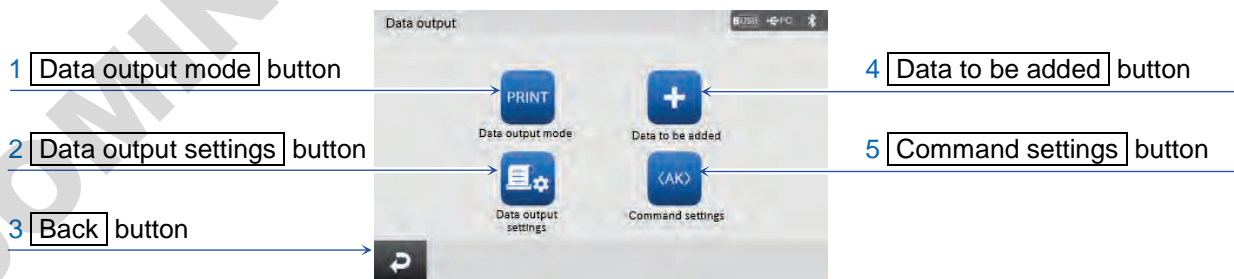 Data output
USB PC
1 Data output mode button
4 Data to be added button
PRINT
Data output mode
Data to be added
2 Data output settings button
5 Command settings button
<AK>
Data output
settings
Command settings
3 Back button